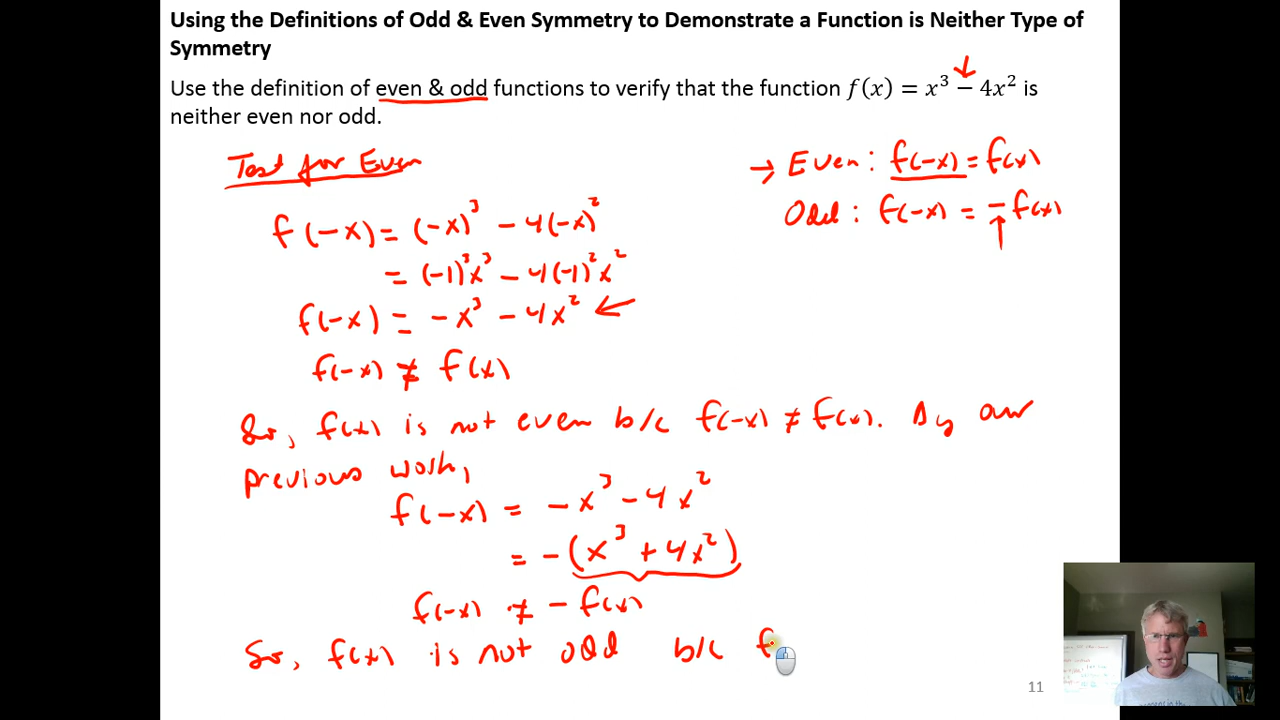 Using the Definitions of Odd & Even Symmetry to Demonstrate a Function is Neither Type of
Symmetry
Use the definition of even & odd functions to verify that the function f(x) = x³ − 4x² is
neither even nor odd.
Test for Even
→ Even: f(-x) = f(x)
Odd: f(-x) = -f(x)
f(-x) = (-x)³ - 4(-x)²
= (-1)³x³ - 4(-1)²x²
f(-x) = -x³ - 4x² ←
f(-x) ≠ f(x)
So, f(x) is not even b/c f(-x) ≠ f(x). By our
previous work,
f(-x) = -x³ - 4x²
= -(x³ + 4x²)
f(-x) ≠ -f(x)
So, f(x) is not odd b/c f
11